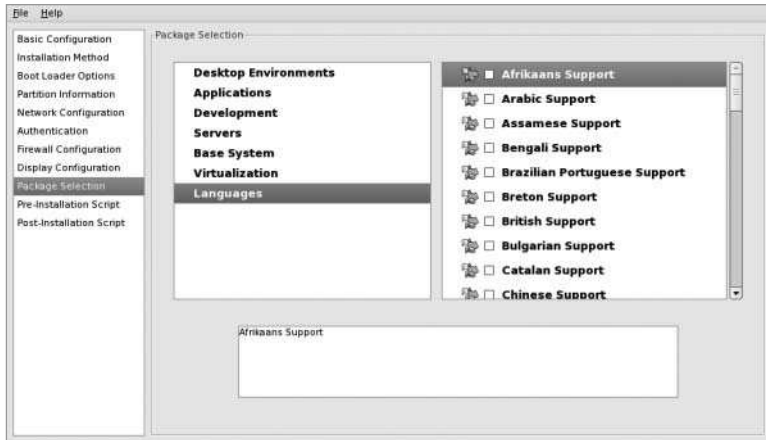 File Help
Basic Configuration
Installation Method
Boot Loader Options
Partition Information
Network Configuration
Authentication
Firewall Configuration
Display Configuration
Package Selection
Pre-Installation Script
Post-Installation Script
Package Selection
Desktop Environments
Applications
Development
Servers
Base System
Virtualization
Languages
Afrikaans Support
Arabic Support
Assamese Support
Bengali Support
Brazilian Portuguese Support
Breton Support
British Support
Bulgarian Support
Catalan Support
Chinese Support
Afrikaans Support